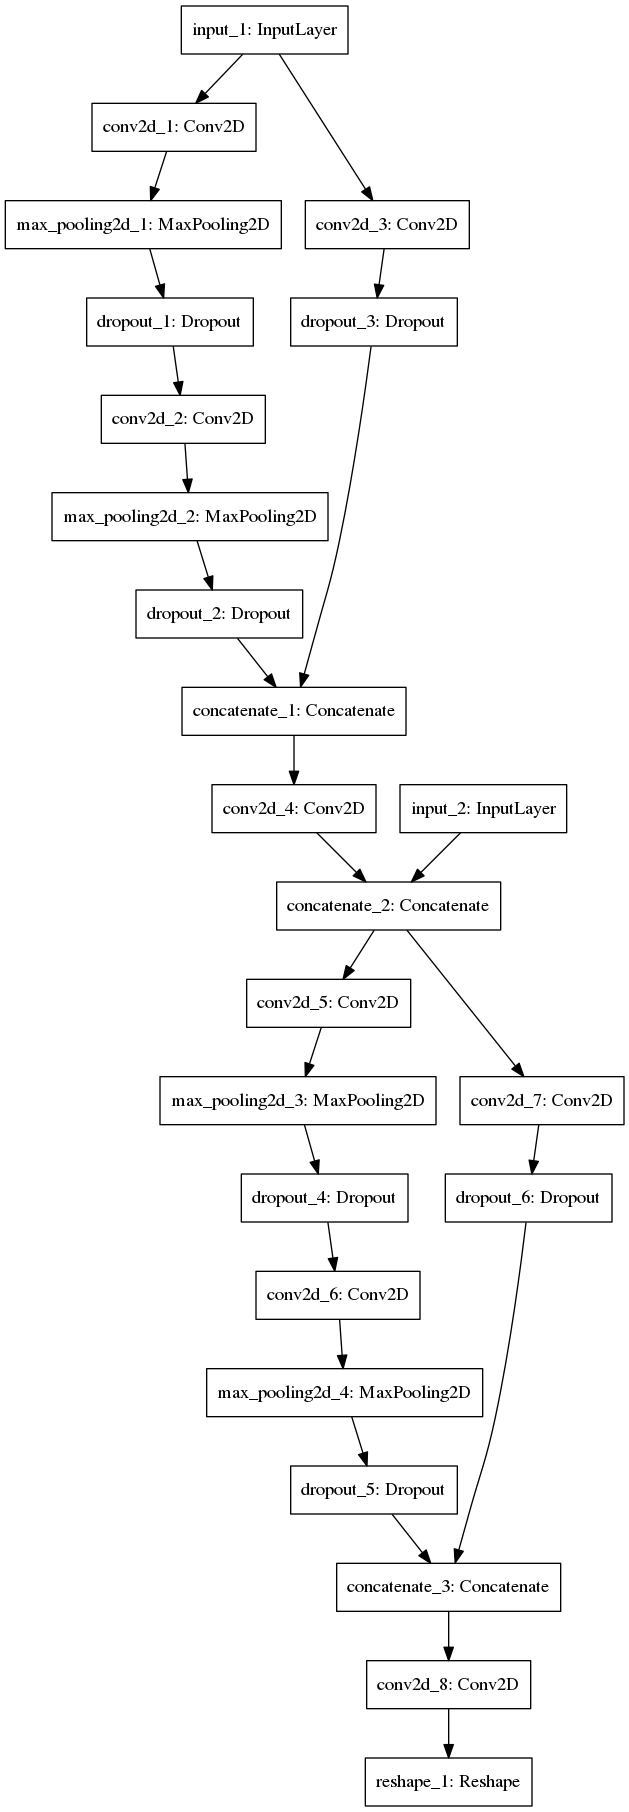 input_1: InputLayer
conv2d_1: Conv2D
max_pooling2d_1: MaxPooling2D
conv2d_3: Conv2D
dropout_1: Dropout
dropout_3: Dropout
conv2d_2: Conv2D
max_pooling2d_2: MaxPooling2D
dropout_2: Dropout
concatenate_1: Concatenate
conv2d_4: Conv2D
input_2: InputLayer
concatenate_2: Concatenate
conv2d_5: Conv2D
max_pooling2d_3: MaxPooling2D
conv2d_7: Conv2D
dropout_4: Dropout
dropout_6: Dropout
conv2d_6: Conv2D
max_pooling2d_4: MaxPooling2D
dropout_5: Dropout
concatenate_3: Concatenate
conv2d_8: Conv2D
reshape_1: Reshape